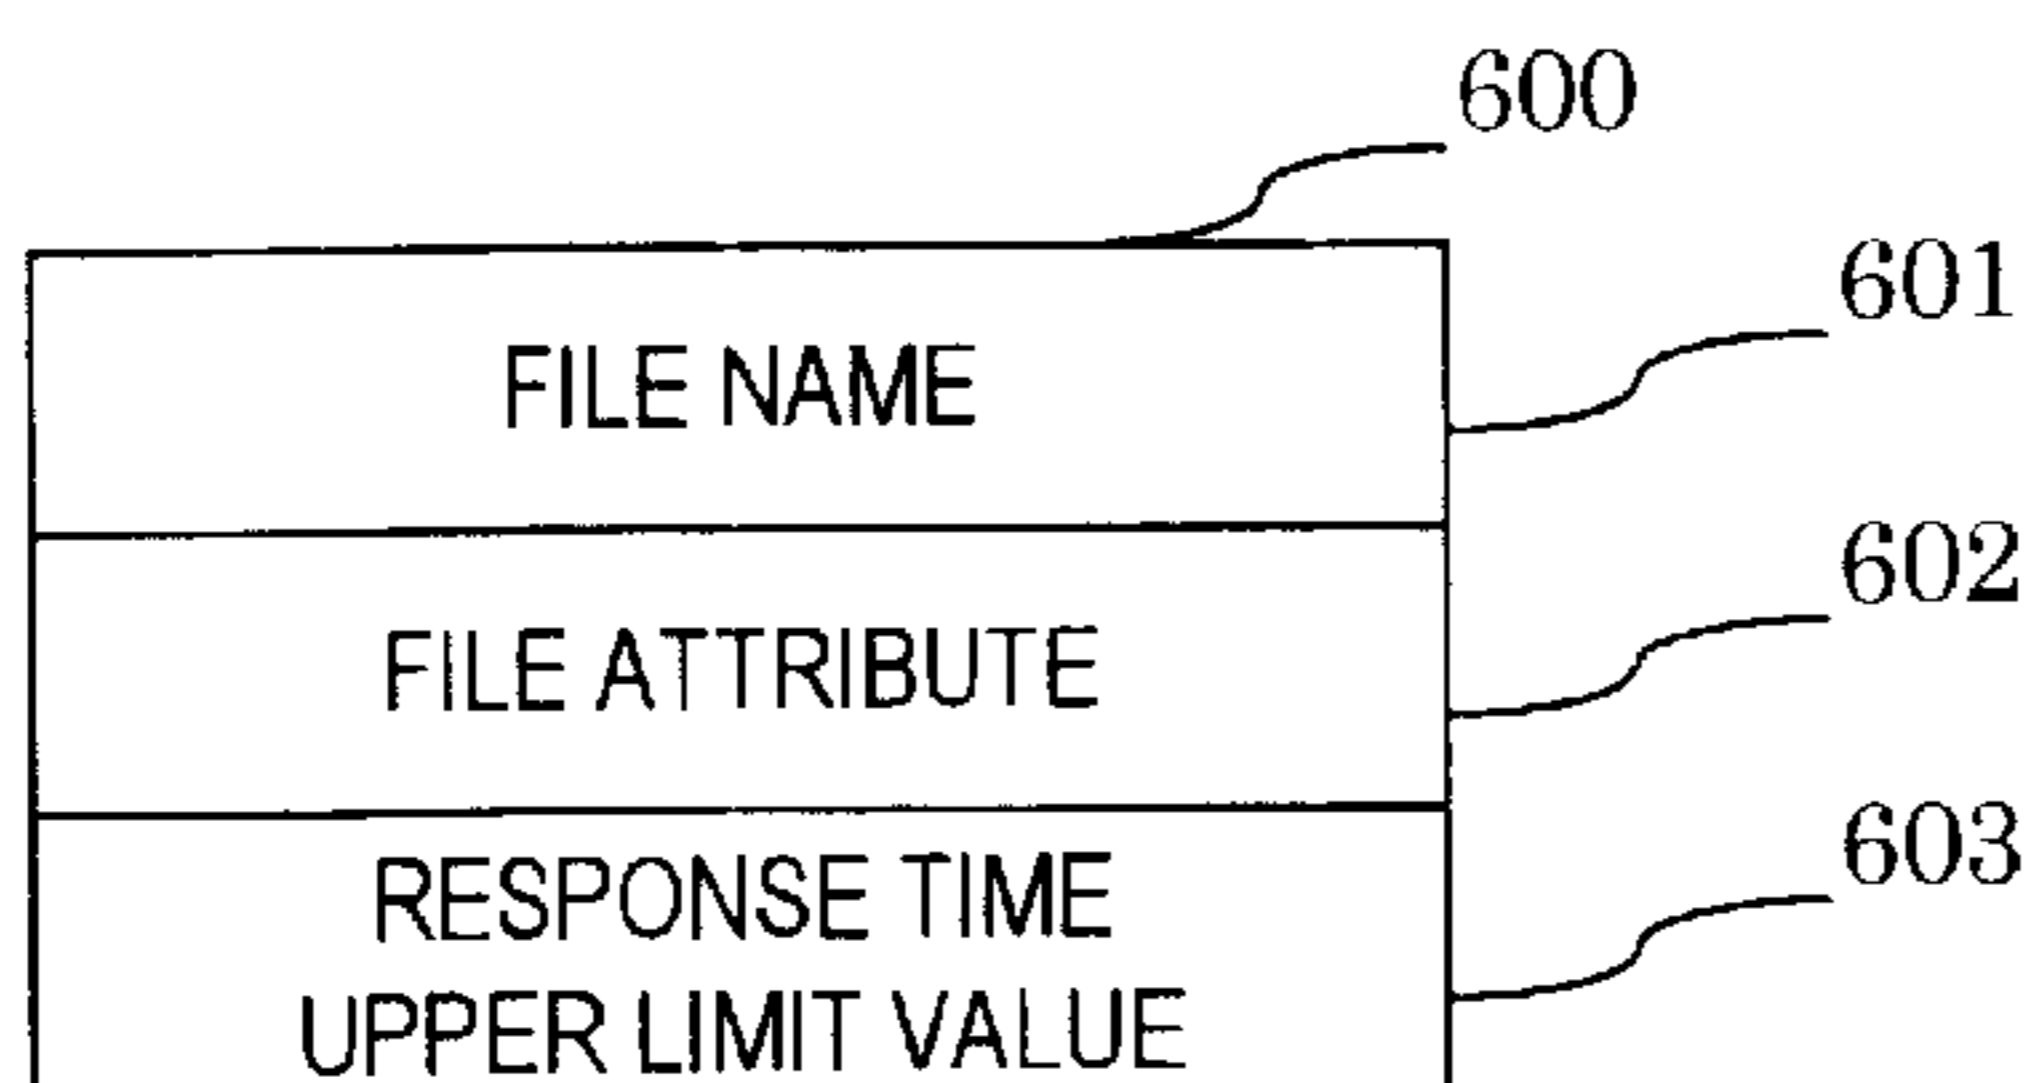 600
601
FILE NAME
602
FILE ATTRIBUTE
603
RESPONSE TIME
UPPER LIMIT VALUE